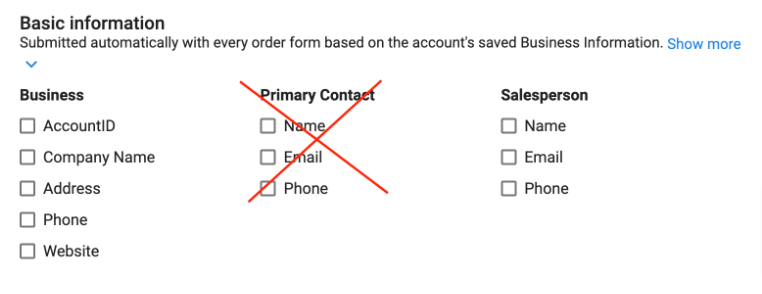 Basic information
Submitted automatically with every order form based on the account's saved Business Information. Show more
Business
AccountID
Company Name
Address
Phone
Website
Primary Contact
Name
Email
Phone
Salesperson
Name
Email
Phone